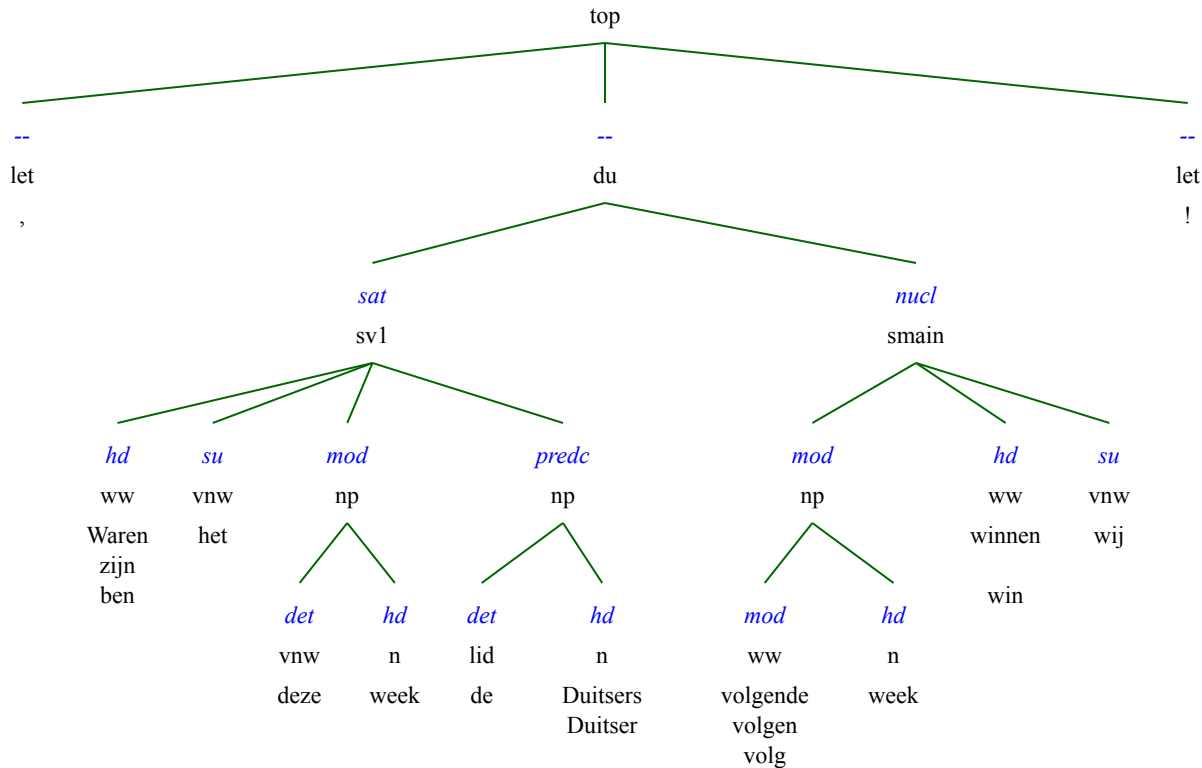 top
-- -- --
let du let
, !
sat nucl
sv1 smain
hd su mod predc mod hd su
ww vnw np np np ww vnw
Waren het winnen wij
zijn
ben win
det hd det hd mod hd
vnw n lid n ww n
deze week de Duitsers volgende week
Duitser volgen
volg